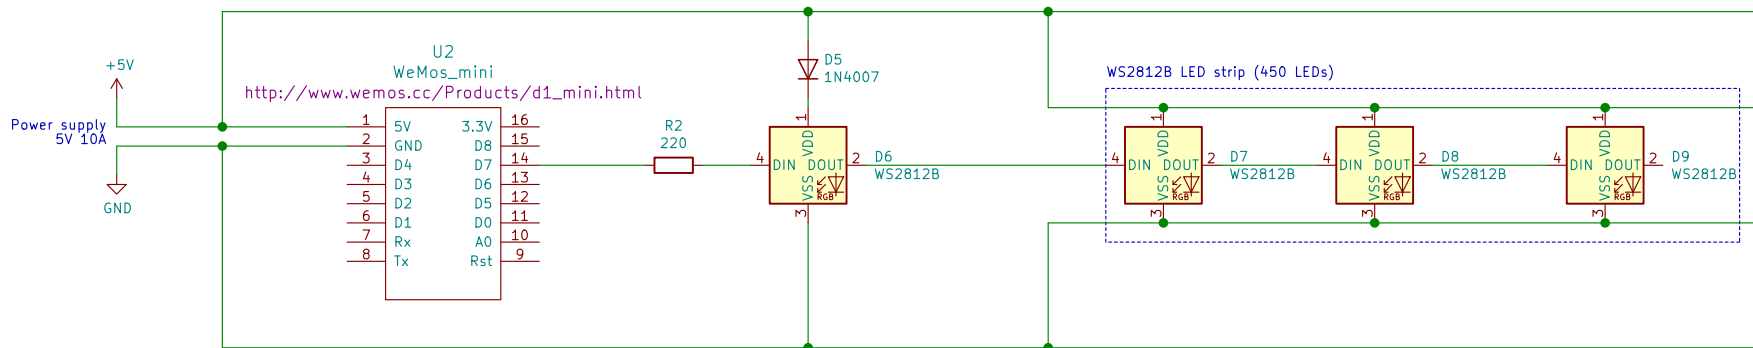 +5V
Power supply
5V 10A
GND
U2
WeMos_mini
http://www.wemos.cc/Products/d1_mini.html
1 5V 3.3V 16
2 GND D8 15
3 D4 D7 14
4 D3 D6 13
5 D2 D5 12
6 D1 D0 11
7 Rx A0 10
8 Tx Rst 9
R2
220
D5
1N4007
1
VDD
4 DIN DOUT 2
VSS
RGB
3
D6
WS2812B
WS2812B LED strip (450 LEDs)
1
VDD
4 DIN DOUT 2
VSS
RGB
3
D7
WS2812B
1
VDD
4 DIN DOUT 2
VSS
RGB
3
D8
WS2812B
1
VDD
4 DIN DOUT 2
VSS
RGB
3
D9
WS2812B